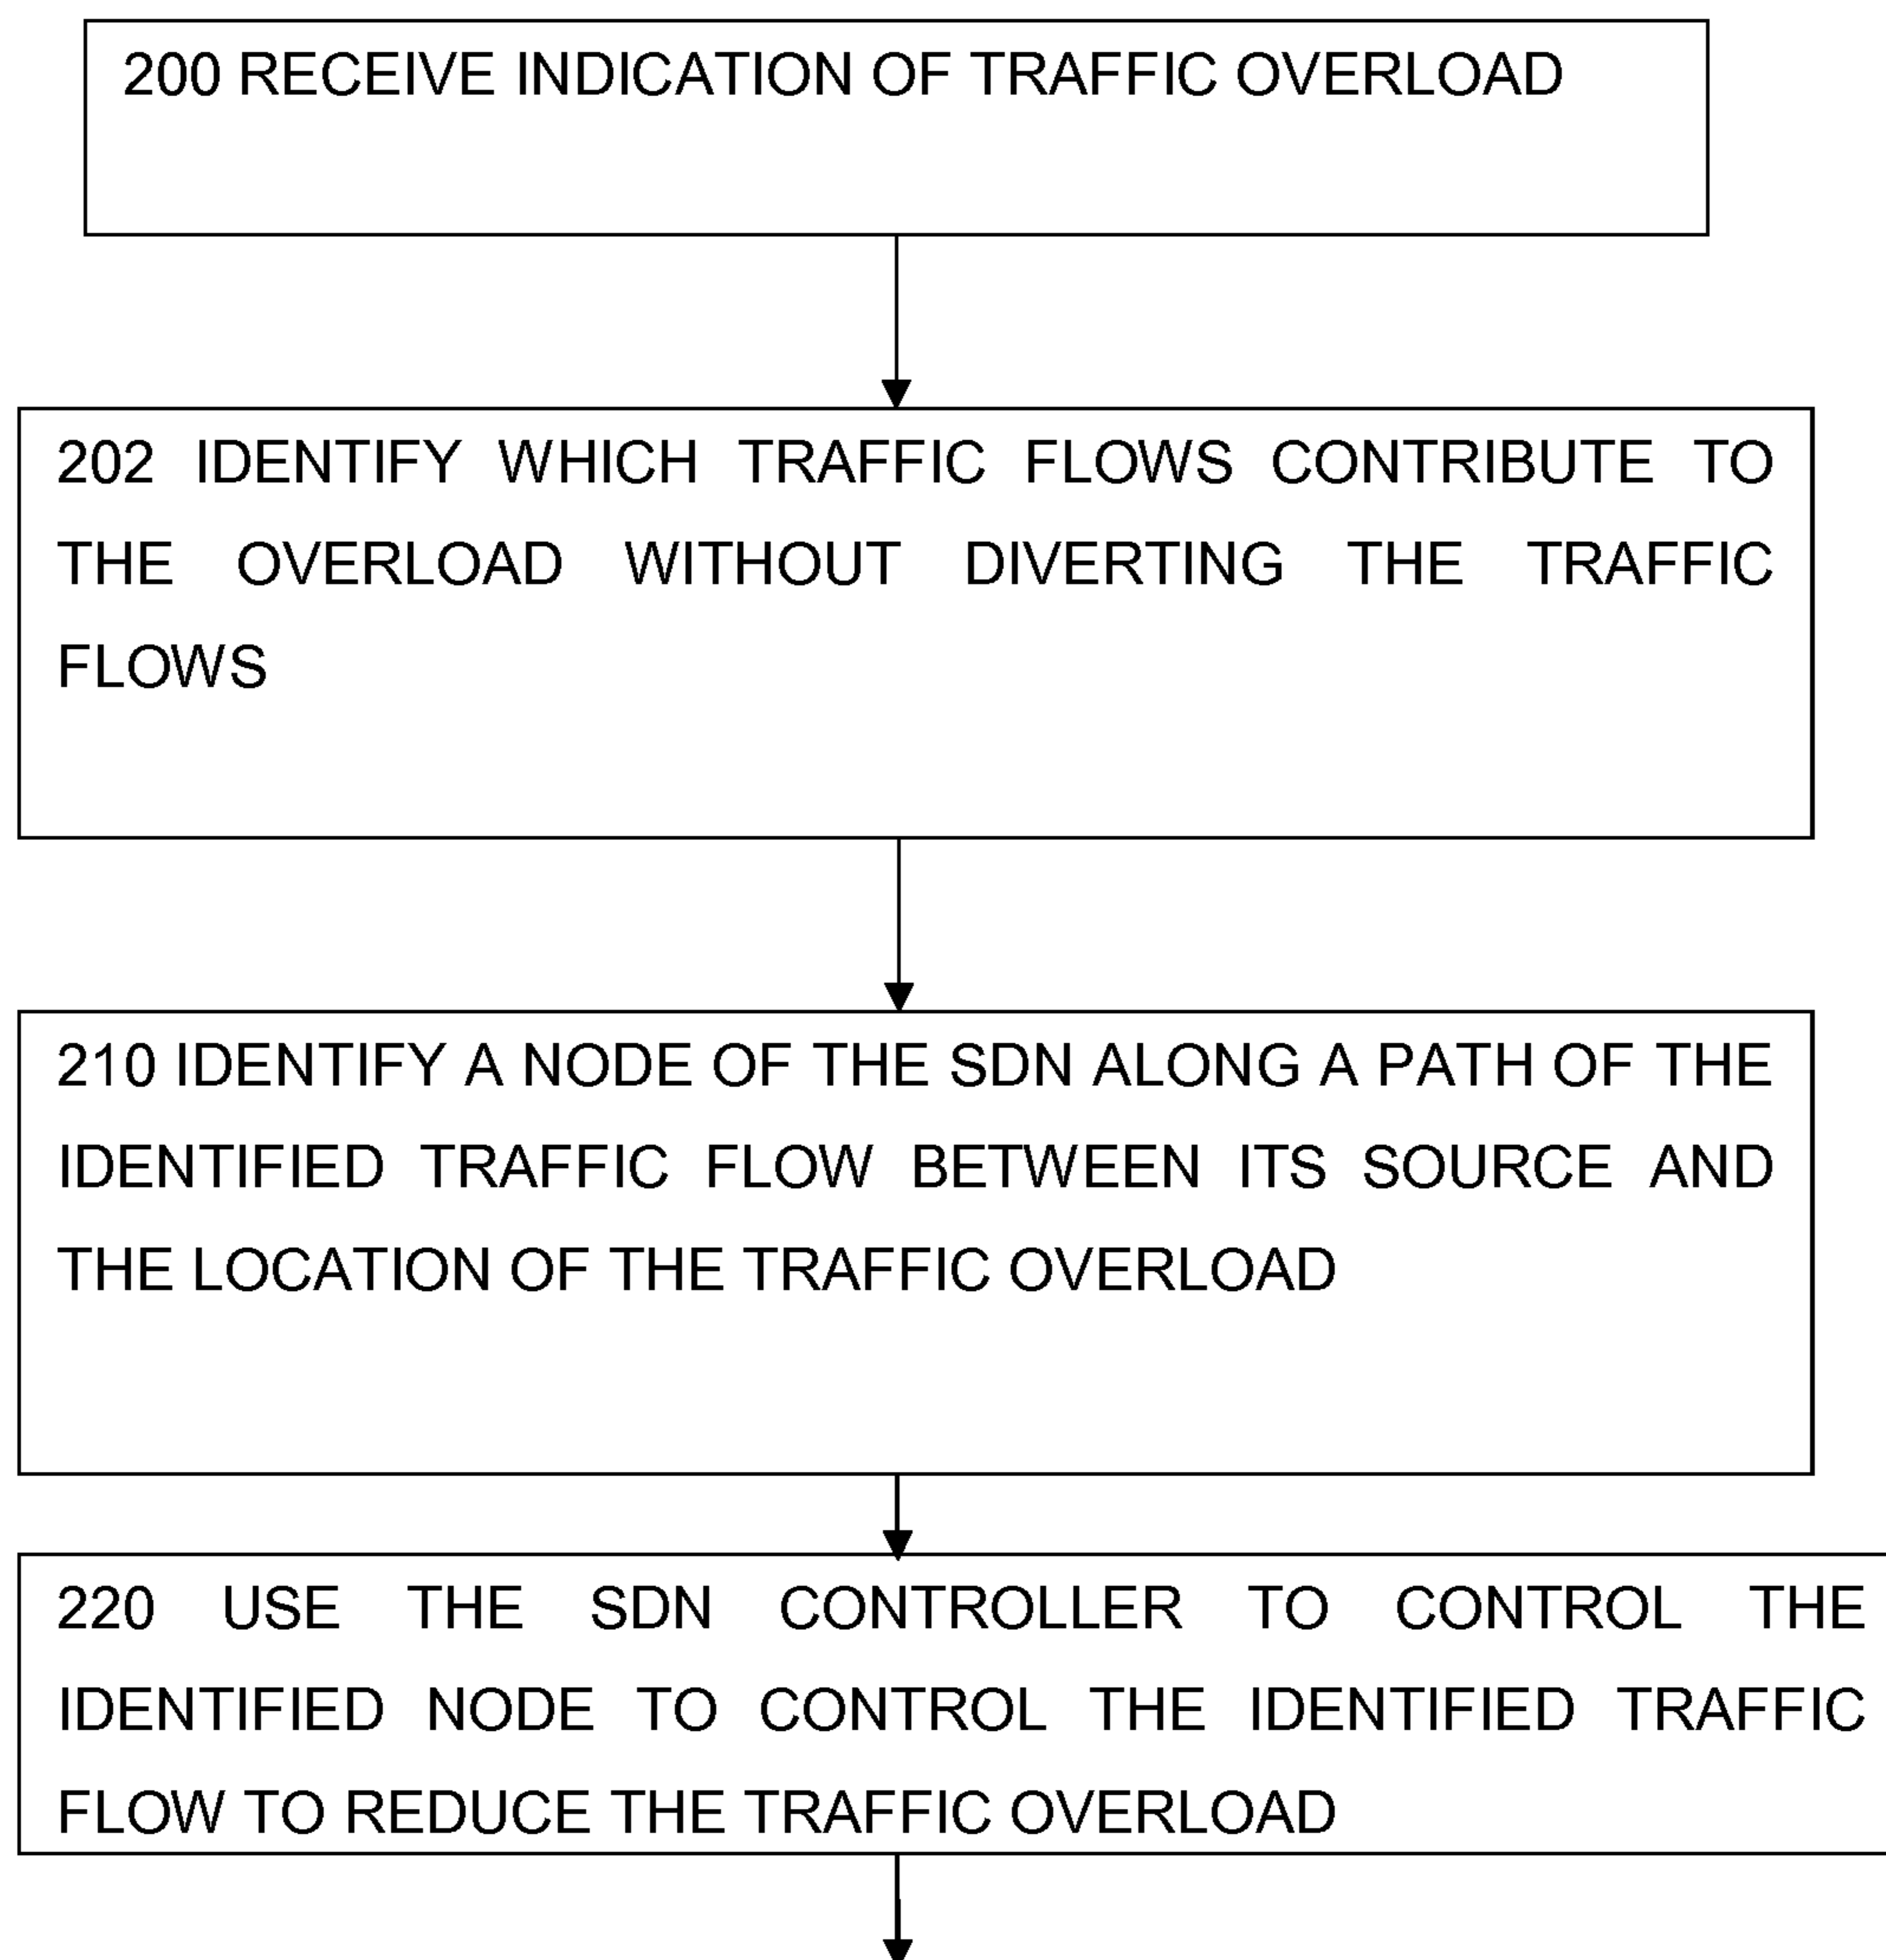 200 RECEIVE INDICATION OF TRAFFIC OVERLOAD
202 IDENTIFY WHICH TRAFFIC FLOWS CONTRIBUTE TO
THE OVERLOAD WITHOUT DIVERTING THE TRAFFIC
FLOWS
210 IDENTIFY A NODE OF THE SDN ALONG A PATH OF THE
IDENTIFIED TRAFFIC FLOW BETWEEN ITS SOURCE AND
THE LOCATION OF THE TRAFFIC OVERLOAD
220 USE THE SDN CONTROLLER TO CONTROL THE
IDENTIFIED NODE TO CONTROL THE IDENTIFIED TRAFFIC
FLOW TO REDUCE THE TRAFFIC OVERLOAD